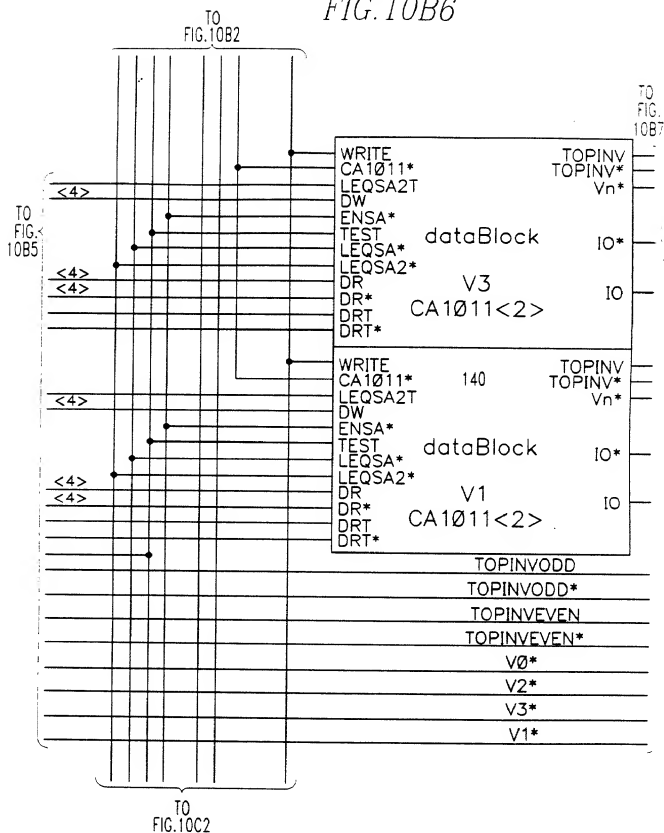 FIG.10B6
TO
FIG.10B2
TO
FIG.
10B7
TO
FIG.
10B5
WRITE
CA1Ø11*
LEQSA2T
DW
ENSA*
TEST
LEQSA*
LEQSA2*
DR
DR*
DRT
DRT*
<4>
<4>
<4>
dataBlock
V3
CA1Ø11<2>
TOPINV
TOPINV*
Vn*
IO*
IO
WRITE
CA1Ø11*
LEQSA2T
DW
ENSA*
TEST
LEQSA*
LEQSA2*
DR
DR*
DRT
DRT*
<4>
<4>
<4>
140
dataBlock
V1
CA1Ø11<2>
TOPINV
TOPINV*
Vn*
IO*
IO
TOPINVODD
TOPINVODD*
TOPINVEVEN
TOPINVEVEN*
VØ*
V2*
V3*
V1*
TO
FIG.10C2